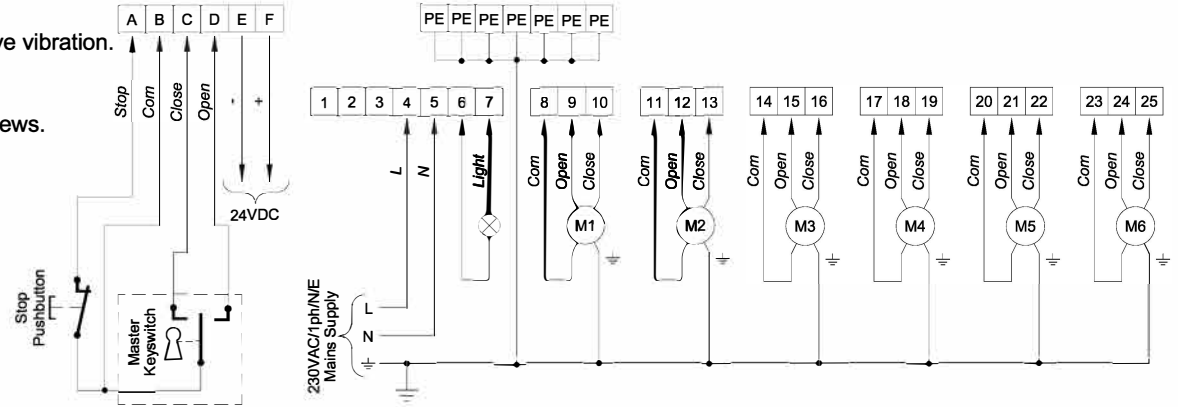 ve vibration.
ews.
A B C D E F
Stop
Com
Close
Open
-
+
24VDC
Stop
Pushbutton
Master
Keyswitch
PE PE PE PE PE PE PE
1 2 3 4 5 6 7
L
N
Light
230VAC/1ph/N/E
Mains Supply
L
N
8 9 10
Com
Open
Close
M1
11 12 13
Com
Open
Close
M2
14 15 16
Com
Open
Close
M3
17 18 19
Com
Open
Close
M4
20 21 22
Com
Open
Close
M5
23 24 25
Com
Open
Close
M6